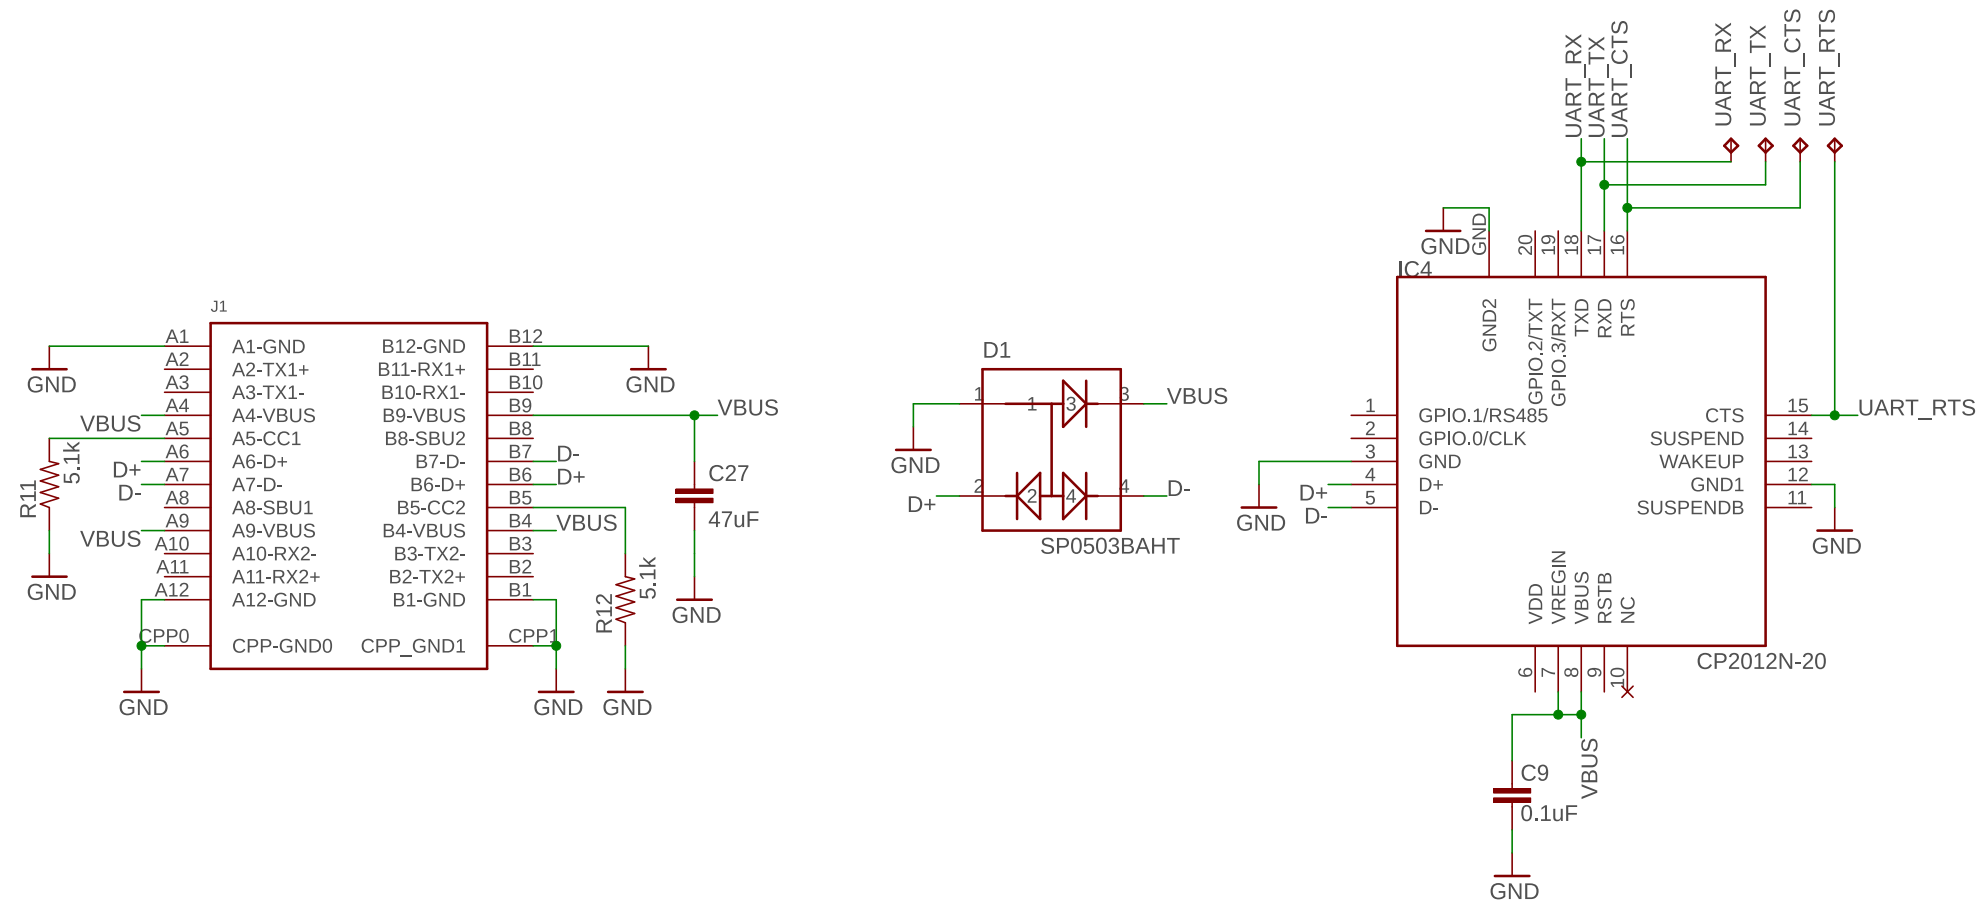 J1
A1
A2
A3
A4
A5
A6
A7
A8
A9
A10
A11
A12
CPP0
A1-GND
A2-TX1+
A3-TX1-
A4-VBUS
A5-CC1
A6-D+
A7-D-
A8-SBU1
A9-VBUS
A10-RX2-
A11-RX2+
A12-GND
CPP-GND0
B12-GND
B11-RX1+
B10-RX1-
B9-VBUS
B8-SBU2
B7-D-
B6-D+
B5-CC2
B4-VBUS
B3-TX2-
B2-TX2+
B1-GND
CPP_GND1
B12
B11
B10
B9
B8
B7
B6
B5
B4
B3
B2
B1
CPP1
GND
VBUS
D+
D-
VBUS
R11
5.1k
GND
GND
GND
VBUS
D-
D+
VBUS
C27
47uF
GND
R12
5.1k
GND
GND
D1
1
2
3
4
1
3
2
4
GND
D+
VBUS
D-
SP0503BAHT
UART_RX
UART_TX
UART_CTS
UART_RX
UART_TX
UART_CTS
UART_RTS
GND
GND
IC4
20
19
18
17
16
GND2
GPIO.2/TXT
GPIO.3/RXT
TXD
RXD
RTS
1
2
3
4
5
GPIO.1/RS485
GPIO.0/CLK
GND
D+
D-
D+
D-
GND
CTS
SUSPEND
WAKEUP
GND1
SUSPENDB
15
14
13
12
11
UART_RTS
GND
VDD
VREGIN
VBUS
RSTB
NC
6
7
8
9
10
CP2012N-20
VBUS
C9
0.1uF
GND